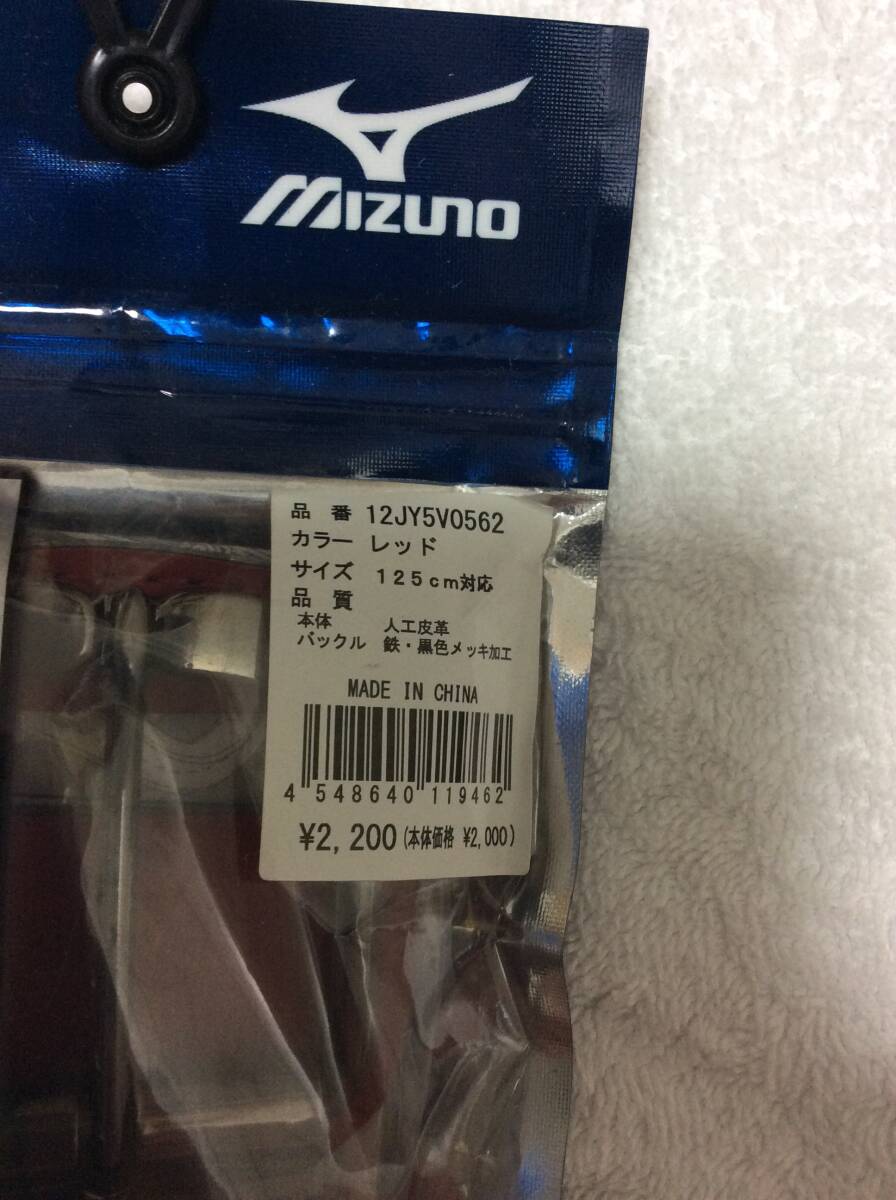 MIZUNO
品 番 12JY5V0562
カラー レッド
サイズ 125cm対応
品 質
本体 人工皮革
バックル 鉄・黒色メッキ加工
MADE IN CHINA
4 548640 119462
¥2,200(本体価格 ¥2,000)